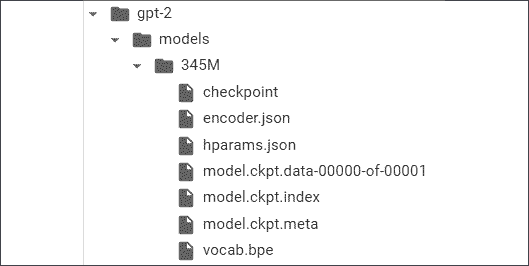 gpt-2
models
345M
checkpoint
encoder.json
hparams.json
model.ckpt.data-00000-of-00001
model.ckpt.index
model.ckpt.meta
vocab.bpe